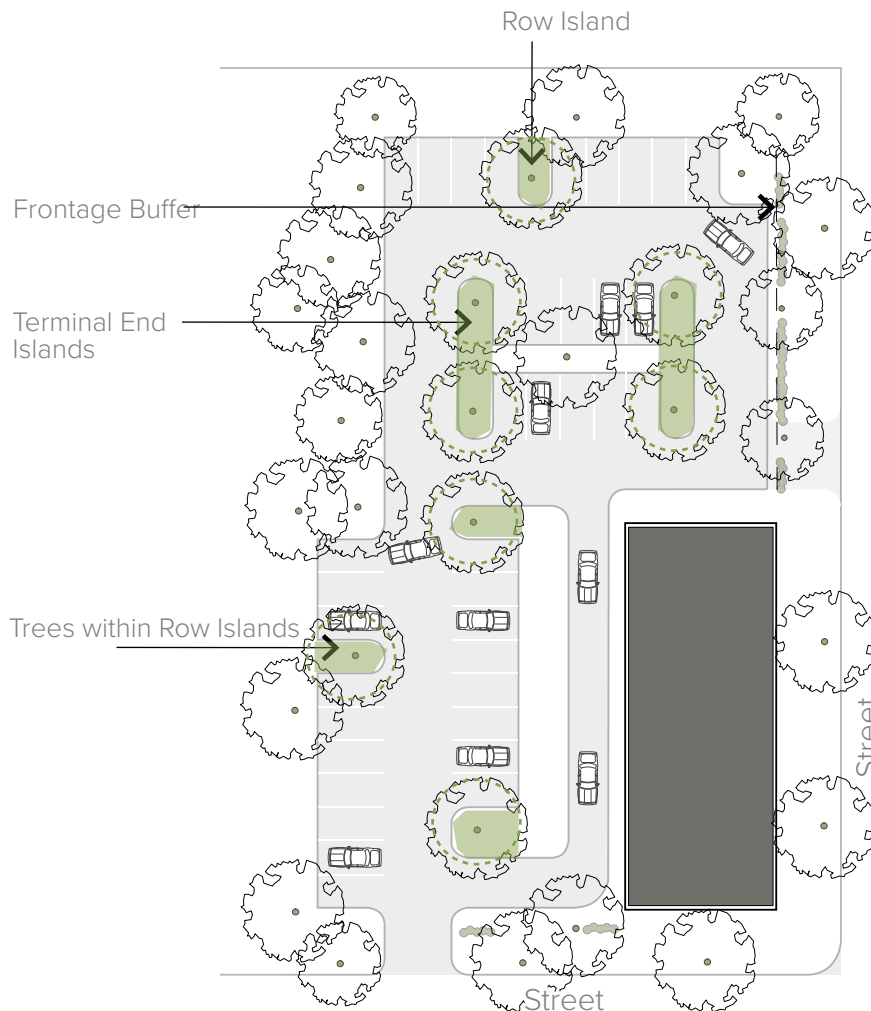 Row Island
Frontage Buffer
Terminal End
Islands
Trees within Row Islands
Street
Street